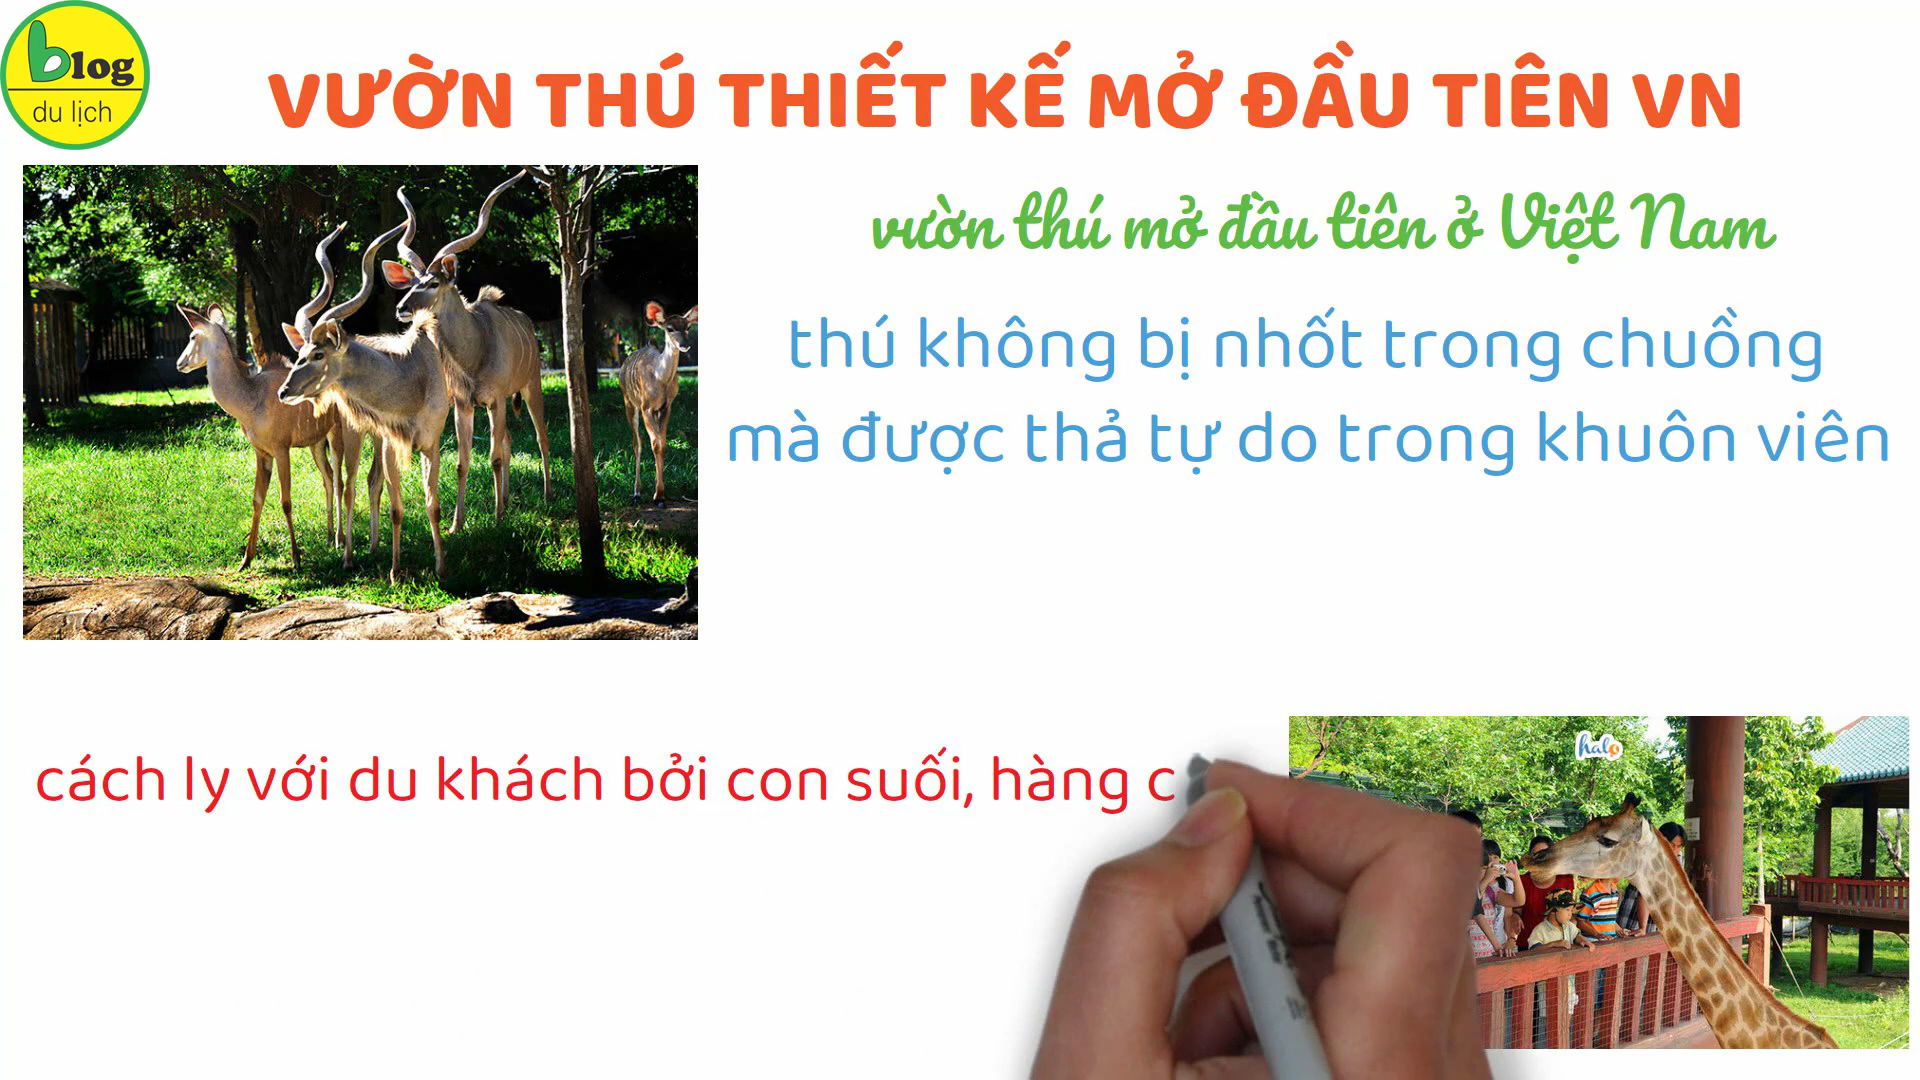 blog
du lịch
VƯỜN THÚ THIẾT KẾ MỞ ĐẦU TIÊN VN
vườn thú mở đầu tiên ở Việt Nam
thú không bị nhốt trong chuồng
mà được thả tự do trong khuôn viên
cách ly với du khách bởi con suối, hàng c
halo